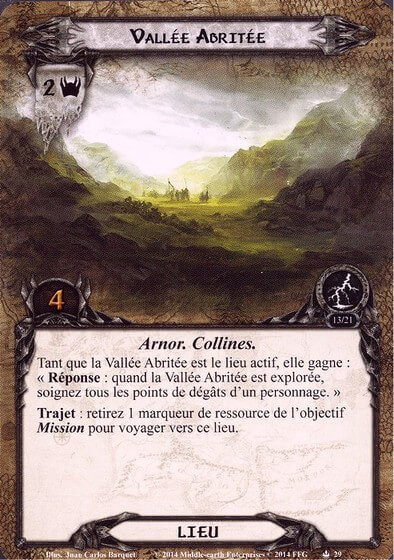 Vallée Abritée
2
4
13/21
Arnor. Collines.
Tant que la Vallée Abritée est le lieu actif, elle gagne :
« Réponse : quand la Vallée Abritée est explorée,
soignez tous les points de dégâts d'un personnage. »
Trajet : retirez 1 marqueur de ressource de l'objectif
Mission pour voyager vers ce lieu.
LIEU
Illus. Juan Carlos Barquet © 2014 Middle-earth Enterprises © 2014 FFG 29